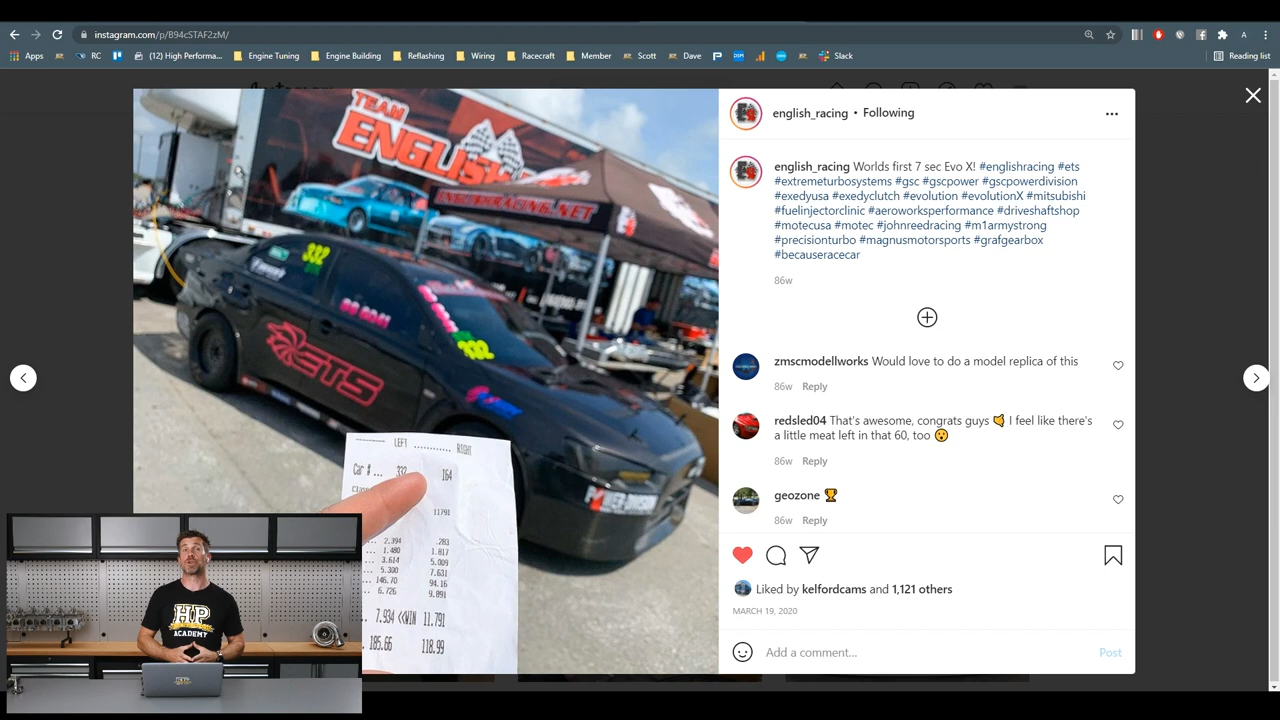 instagram.com/p/B94cSTAF2zM/
Apps
RC
(12) High Performa...
Engine Tuning
Engine Building
Reflashing
Wiring
Racecraft
Member
Scott
Dave
Slack
Reading list
TEAM
ENGLISH
ENGLISHRACING.NET
332
ETS
332
LEFT RIGHT
Car # ... 332 164
11791
2.394 .283
1.480 1.817
3.614 5.009
5.300 7.631
146.70 94.16
6.726 9.091
7.934 <<WIN 11.791
185.66 118.99
HP
ACADEMY
english_racing • Following
english_racing Worlds first 7 sec Evo X! #englishracing #ets
#extremeturbosystems #gsc #gscpower #gscpowerdivision
#exedyusa #exedyclutch #evolution #evolutionX #mitsubishi
#fuelinjectorclinic #aeroworksperformance #driveshaftshop
#motecusa #motec #johnreedracing #m1armystrong
#precisionturbo #magnusmotorsports #grafgearbox
#becauseracecar
86w
zmscmodellworks Would love to do a model replica of this
86w Reply
redsled04 That's awesome, congrats guys 🤙 I feel like there's
a little meat left in that 60, too 😯
86w Reply
geozone 🏆
86w Reply
Liked by kelfordcams and 1,121 others
MARCH 19, 2020
Add a comment...
Post